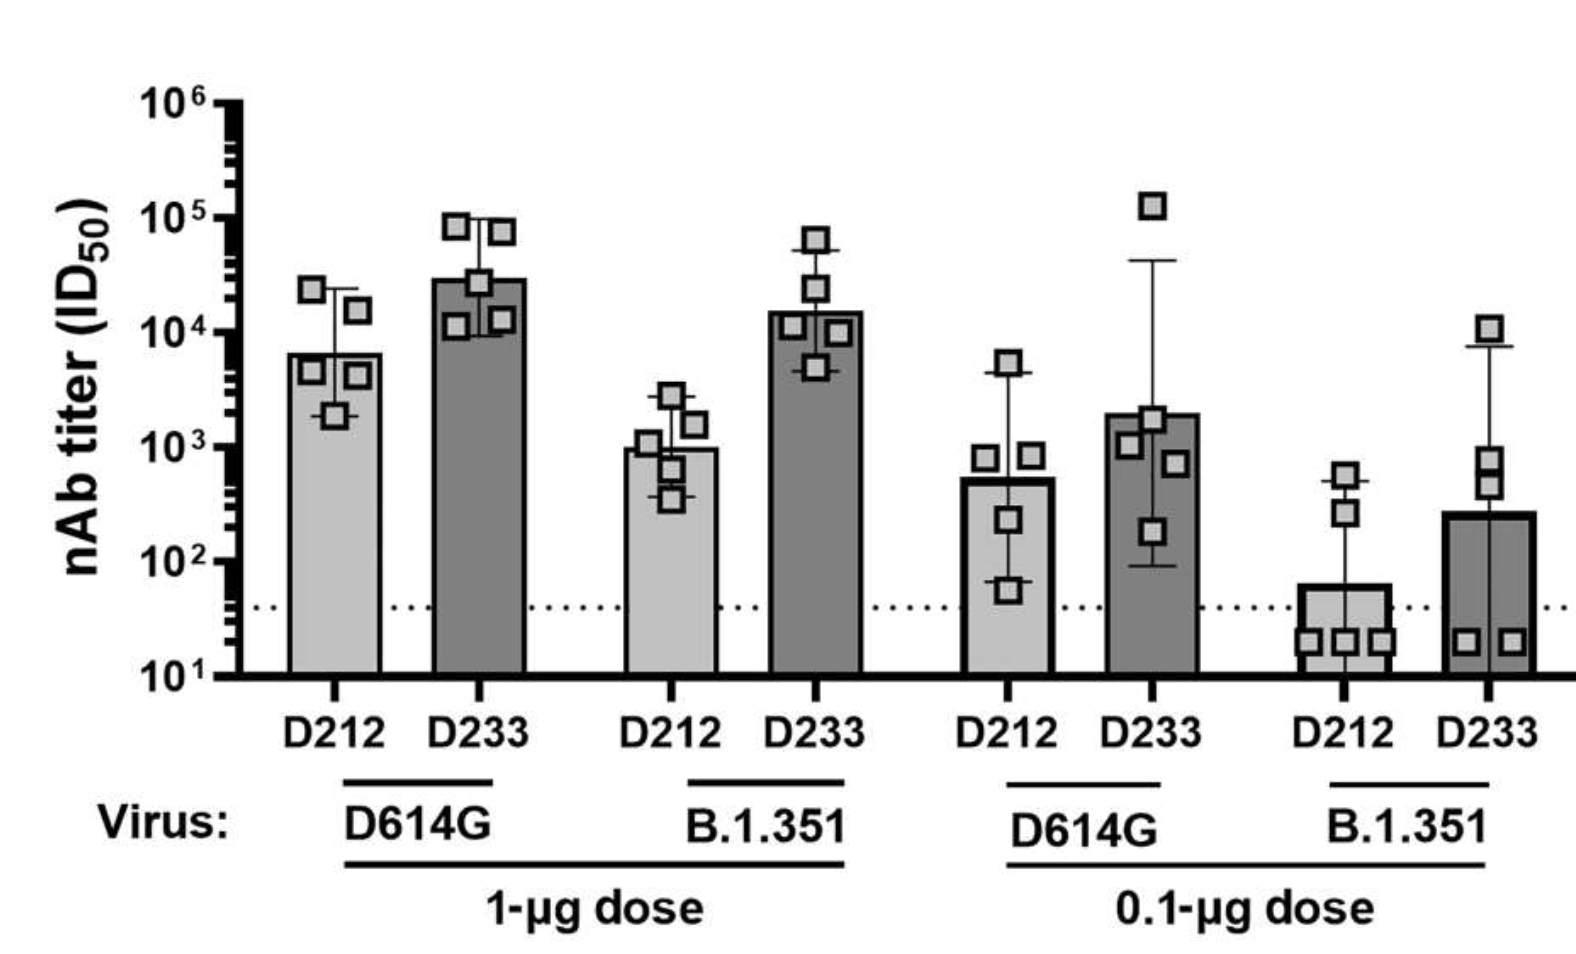 10⁶
10⁵
10⁴
10³
10²
10¹
nAb titer (ID₅₀)
D212 D233 D212 D233 D212 D233 D212 D233
Virus: D614G B.1.351 D614G B.1.351
1-µg dose 0.1-µg dose